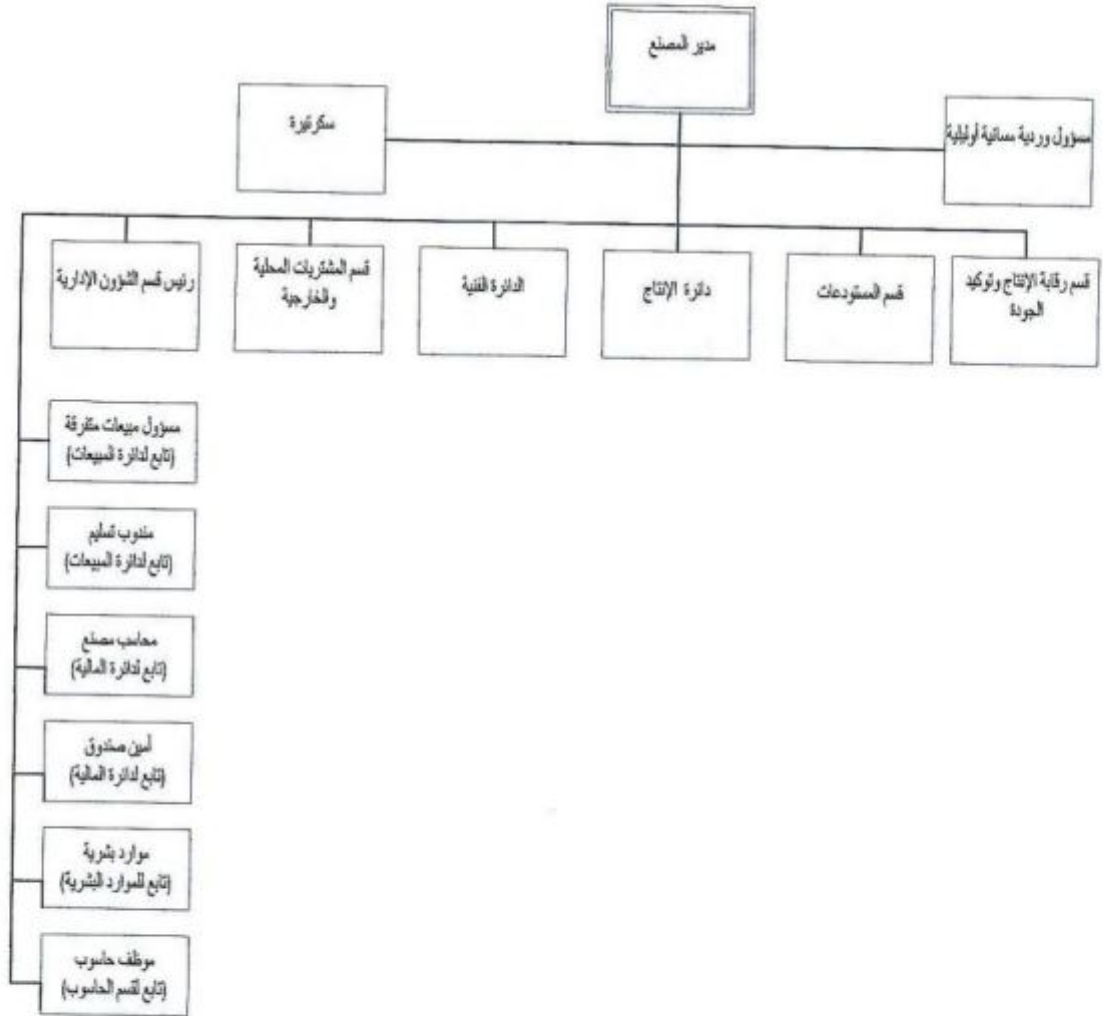 مدير المصنع
سكرتيرة
مسؤول وردية مسائية أوليلية
قسم رقابة الإنتاج وتوكيد
الجودة
قسم المستودعات
دائرة الإنتاج
الدائرة الفنية
قسم المشتريات المحلية
والخارجية
رئيس قسم الشؤون الإدارية
مسؤول مبيعات متفرقة
(تابع لدائرة المبيعات)
مندوب تسليم
(تابع لدائرة المبيعات)
محاسب مصنع
(تابع لدائرة المالية)
أمين صندوق
(تابع لدائرة المالية)
موارد بشرية
(تابع للموارد البشرية)
موظف حاسوب
(تابع لقسم الحاسوب)